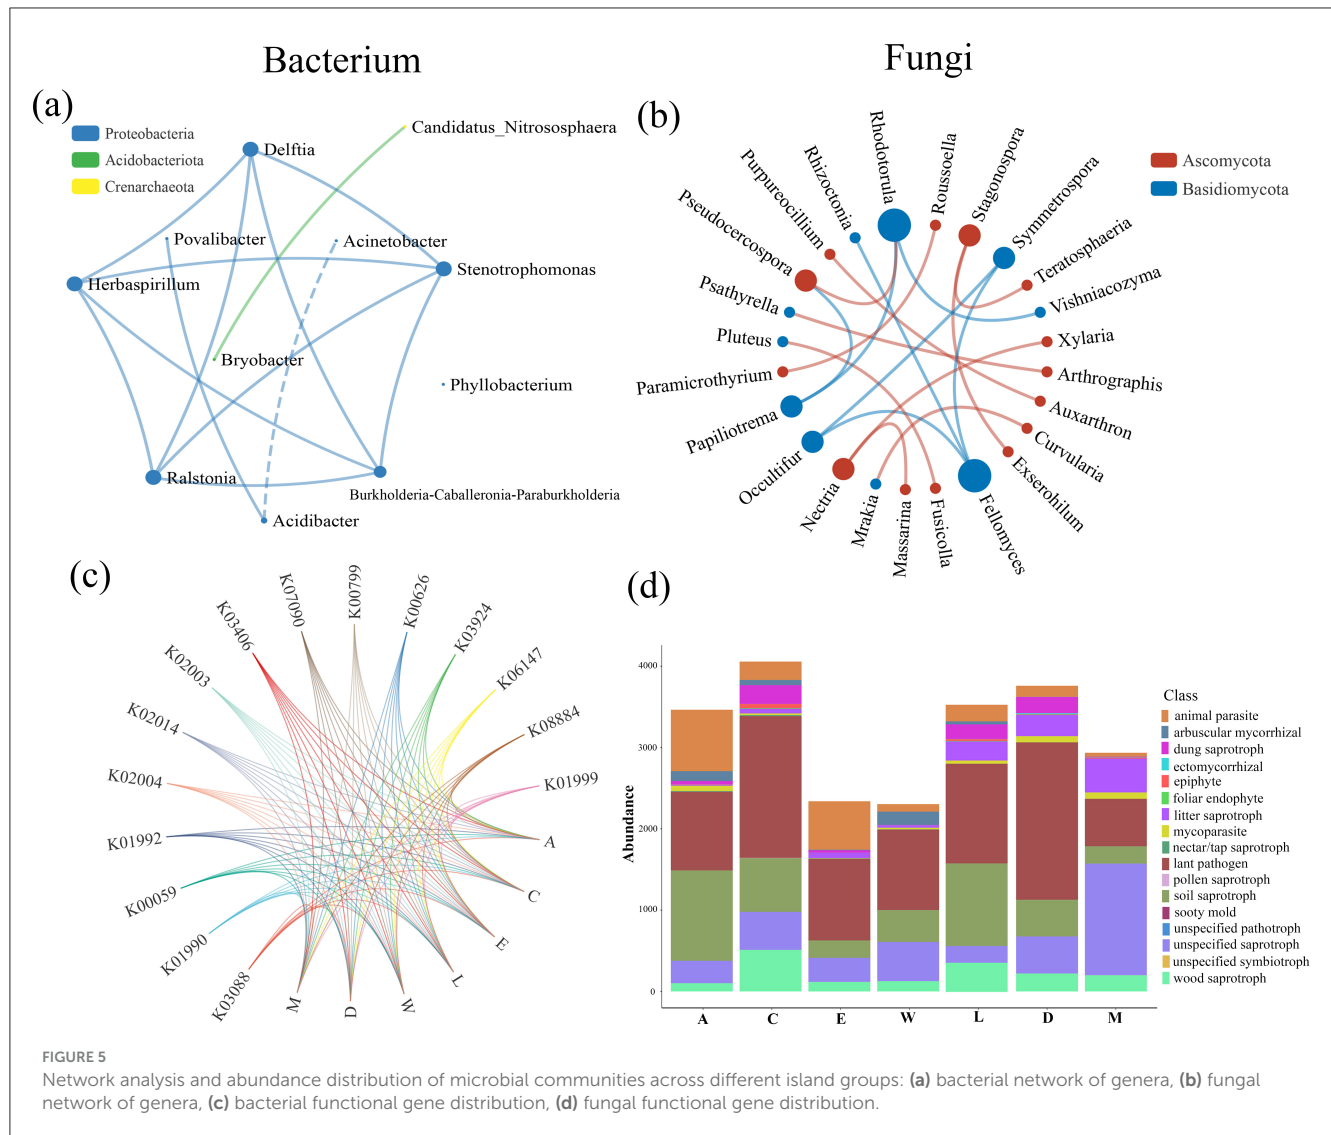 Bacterium
Fungi
(a)
Proteobacteria
Acidobacteriota
Crenarchaeota
Candidatus_Nitrososphaera
Delftia
Povalibacter
Acinetobacter
Stenotrophomonas
Herbaspirillum
Bryobacter
Phyllobacterium
Ralstonia
Burkholderia-Caballeronia-Paraburkholderia
Acidibacter
(b)
Ascomycota
Basidiomycota
Rhodotorula
Roussoella
Stagonospora
Symmetrospora
Teratosphaeria
Vishniacozyma
Xylaria
Arthrographis
Auxarthron
Curvularia
Exserohilum
Fellomyces
Fusicolla
Massarina
Mrakia
Nectria
Occultifur
Papiliotrema
Paramicrothyrium
Pluteus
Psathyrella
Pseudocercospora
Purpureocillium
Rhizoctonia
(c)
K00799
K00626
K03924
K06147
K08884
K01999
A
C
E
L
W
D
M
K03088
K01990
K00059
K01992
K02004
K02014
K02003
K03406
K07090
(d)
Abundance
4000
3000
2000
1000
0
A C E W L D M
Class
animal parasite
arbuscular mycorrhizal
dung saprotroph
ectomycorrhizal
epiphyte
foliar endophyte
litter saprotroph
mycoparasite
nectar/tap saprotroph
lant pathogen
pollen saprotroph
soil saprotroph
sooty mold
unspecified pathotroph
unspecified saprotroph
unspecified symbiotroph
wood saprotroph
FIGURE 5
Network analysis and abundance distribution of microbial communities across different island groups: (a) bacterial network of genera, (b) fungal
network of genera, (c) bacterial functional gene distribution, (d) fungal functional gene distribution.